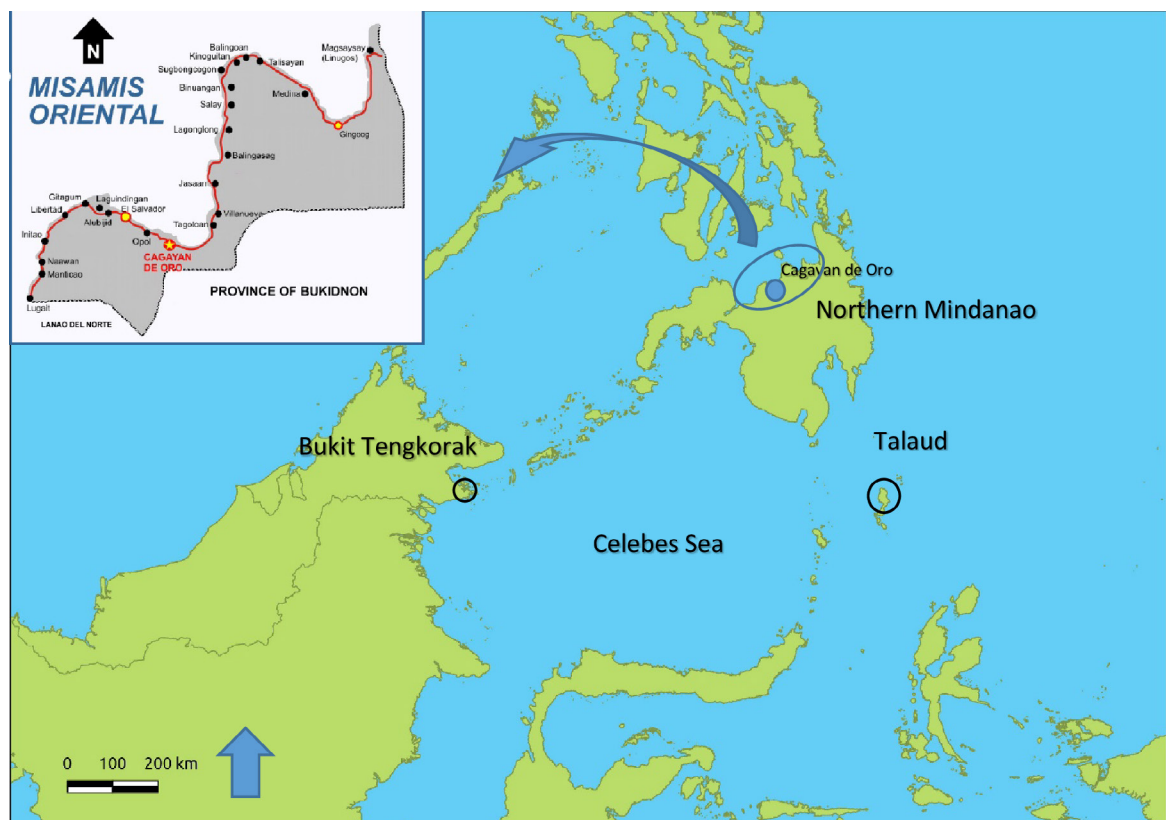 N
MISAMIS
ORIENTAL
Balingoan
Kinoguitan
Sugbongcogon
Talisayan
Magsaysay
(Linugos)
Binuangan
Medina
Salay
Gingoog
Lagonglong
Balingasag
Jasaan
Gitagum
Laguindingan
Libertad
El Salvador
Alubijid
Villanueva
Tagoloan
Opol
Initao
CAGAYAN
DE ORO
Naawan
Manticao
PROVINCE OF BUKIDNON
Lugait
LANAO DEL NORTE
Cagayan de Oro
Northern Mindanao
Bukit Tengkorak
Talaud
Celebes Sea
0 100 200 km